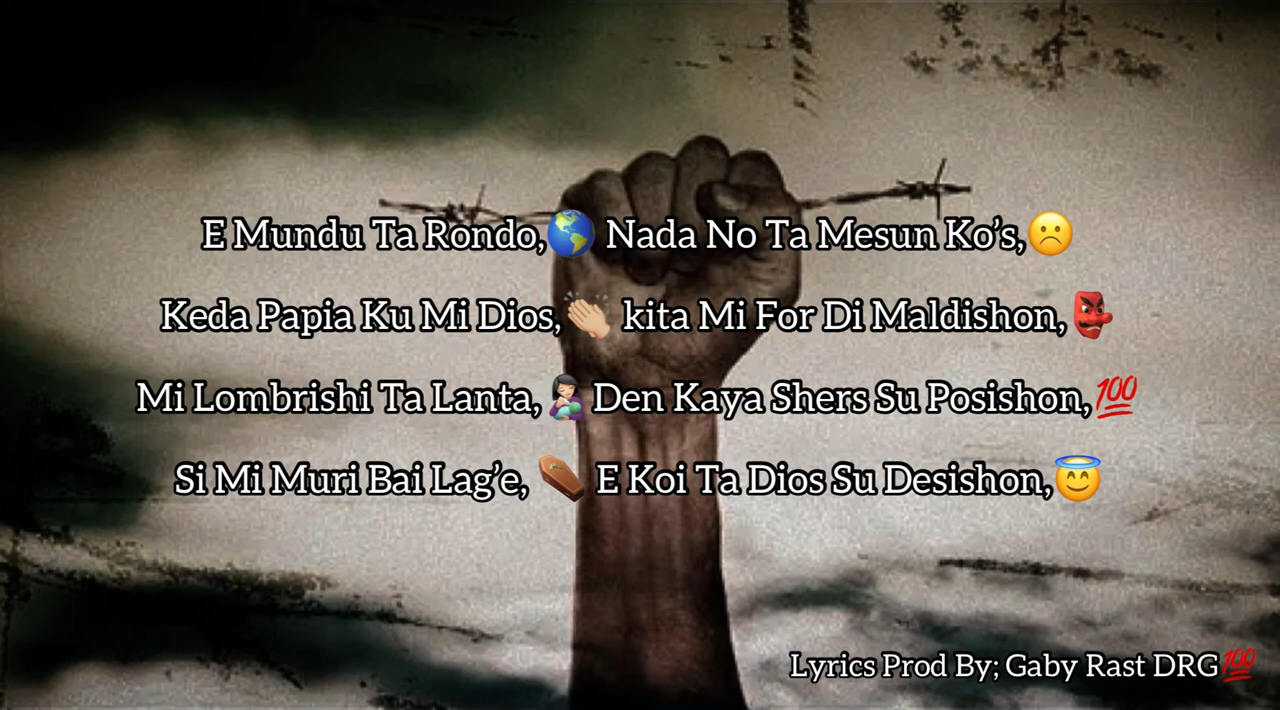 E Mundu Ta Rondo,🌎 Nada No Ta Mesun Ko's,☹️
Keda Papia Ku Mi Dios,👏🏼 kita Mi For Di Maldishon,👺
Mi Lombrishi Ta Lanta,🤱🏻 Den Kaya Shers Su Posishon,💯
Si Mi Muri Bai Lag'e, ⚰️ E Koi Ta Dios Su Desishon,😇
Lyrics Prod By; Gaby Rast DRG💯